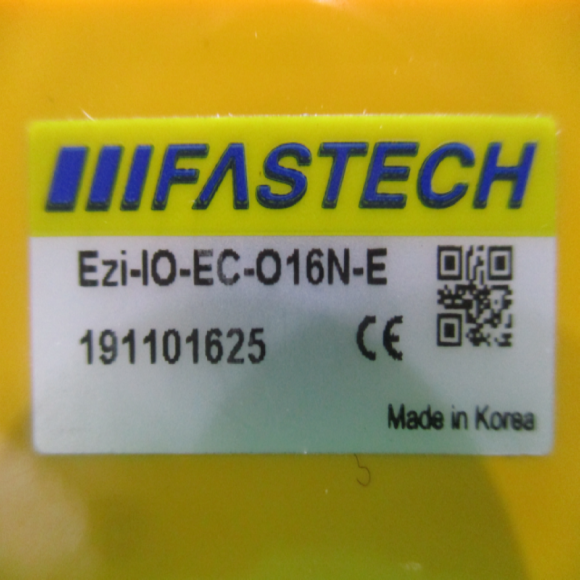 FASTECH
Ezi-IO-EC-O16N-E
191101625
CE
Made in Korea